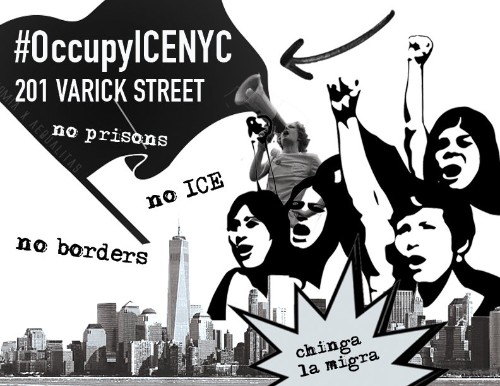 #OccupyICENYC
201 VARICK STREET
no prisons
no ICE
no borders
chinga
la migra